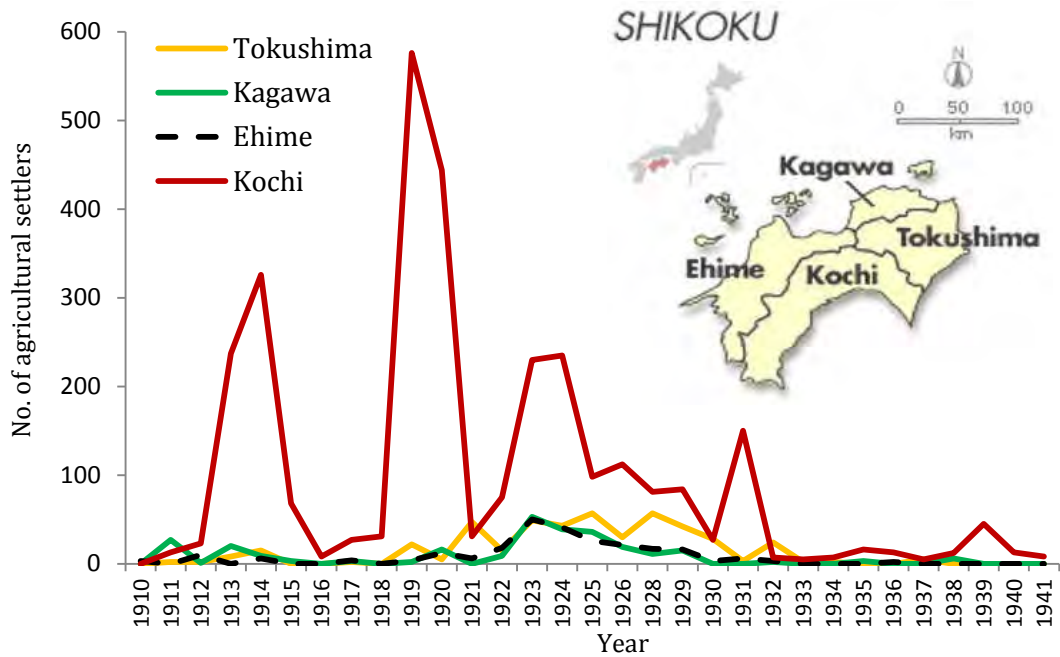 600
500
400
300
200
100
0
No. of agricultural settlers
Tokushima
Kagawa
Ehime
Kochi
SHIKOKU
N
0 50 100
km
Kagawa
Tokushima
Ehime
Kochi
1910 1911 1912 1913 1914 1915 1916 1917 1918 1919 1920 1921 1922 1923 1924 1925 1926 1928 1929 1930 1931 1932 1933 1934 1935 1936 1937 1938 1939 1940 1941
Year